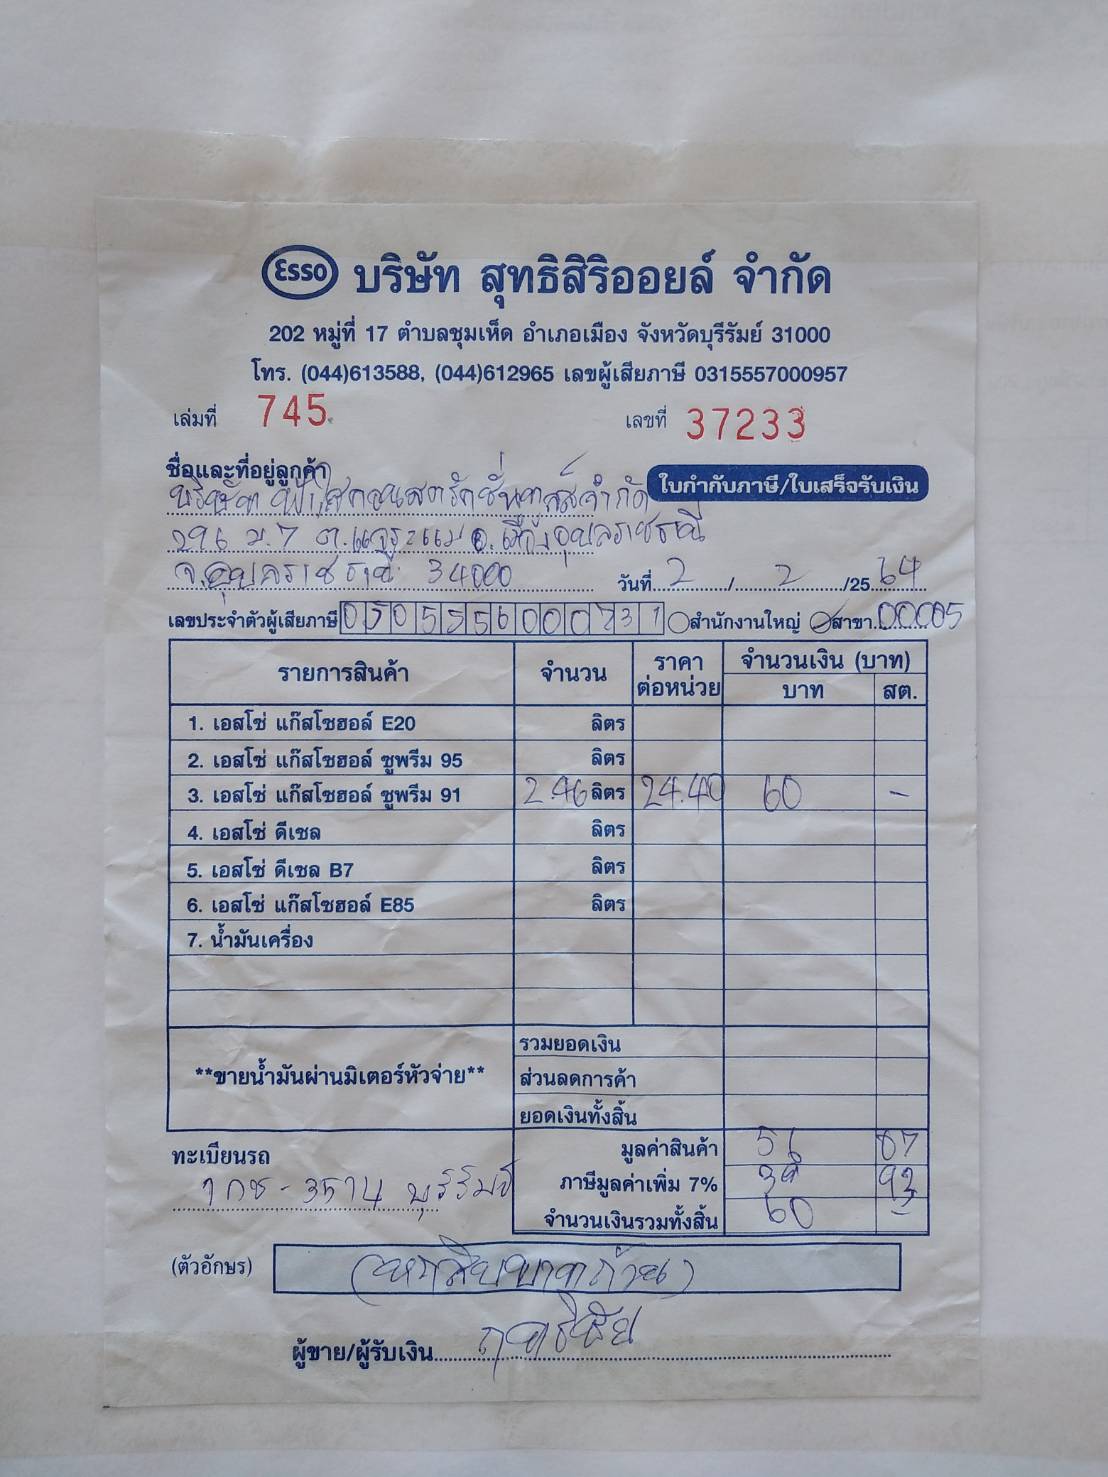 Esso บริษัท สุทธิสิริออยล์ จำกัด
202 หมู่ที่ 17 ตำบลชุมเห็ด อำเภอเมือง จังหวัดบุรีรัมย์ 31000
โทร. (044)613588, (044)612965 เลขผู้เสียภาษี 0315557000957
เล่มที่ 745 เลขที่ 37233
ชื่อและที่อยู่ลูกค้า
ใบกำกับภาษี/ใบเสร็จรับเงิน
บริษัท ฟ้าใสคอนสตรัคชั่นทูลส์จำกัด
296 ม.7 ต.แจระแม อ.เมืองอุบลราชธานี
จ.อุบลราชธานี 34000 วันที่ 2 / 2 /25 64
เลขประจำตัวผู้เสียภาษี สำนักงานใหญ่ สาขา 00005
รายการสินค้า จำนวน ราคาต่อหน่วย จำนวนเงิน (บาท)
บาท สต.
1. เอสโซ่ แก๊สโซฮอล์ E20 ลิตร
2. เอสโซ่ แก๊สโซฮอล์ ซูพรีม 95 ลิตร
3. เอสโซ่ แก๊สโซฮอล์ ซูพรีม 91 2.46 ลิตร 24.40 60 -
4. เอสโซ่ ดีเซล ลิตร
5. เอสโซ่ ดีเซล B7 ลิตร
6. เอสโซ่ แก๊สโซฮอล์ E85 ลิตร
7. น้ำมันเครื่อง
รวมยอดเงิน
**ขายน้ำมันผ่านมิเตอร์หัวจ่าย** ส่วนลดการค้า
ยอดเงินทั้งสิ้น
มูลค่าสินค้า 87
ทะเบียนรถ
ภาษีมูลค่าเพิ่ม 7% 3 93
1กช-3514 บุรีรัมย์
จำนวนเงินรวมทั้งสิ้น 60 -
(ตัวอักษร) (หกสิบบาทถ้วน)
ผู้ขาย/ผู้รับเงิน